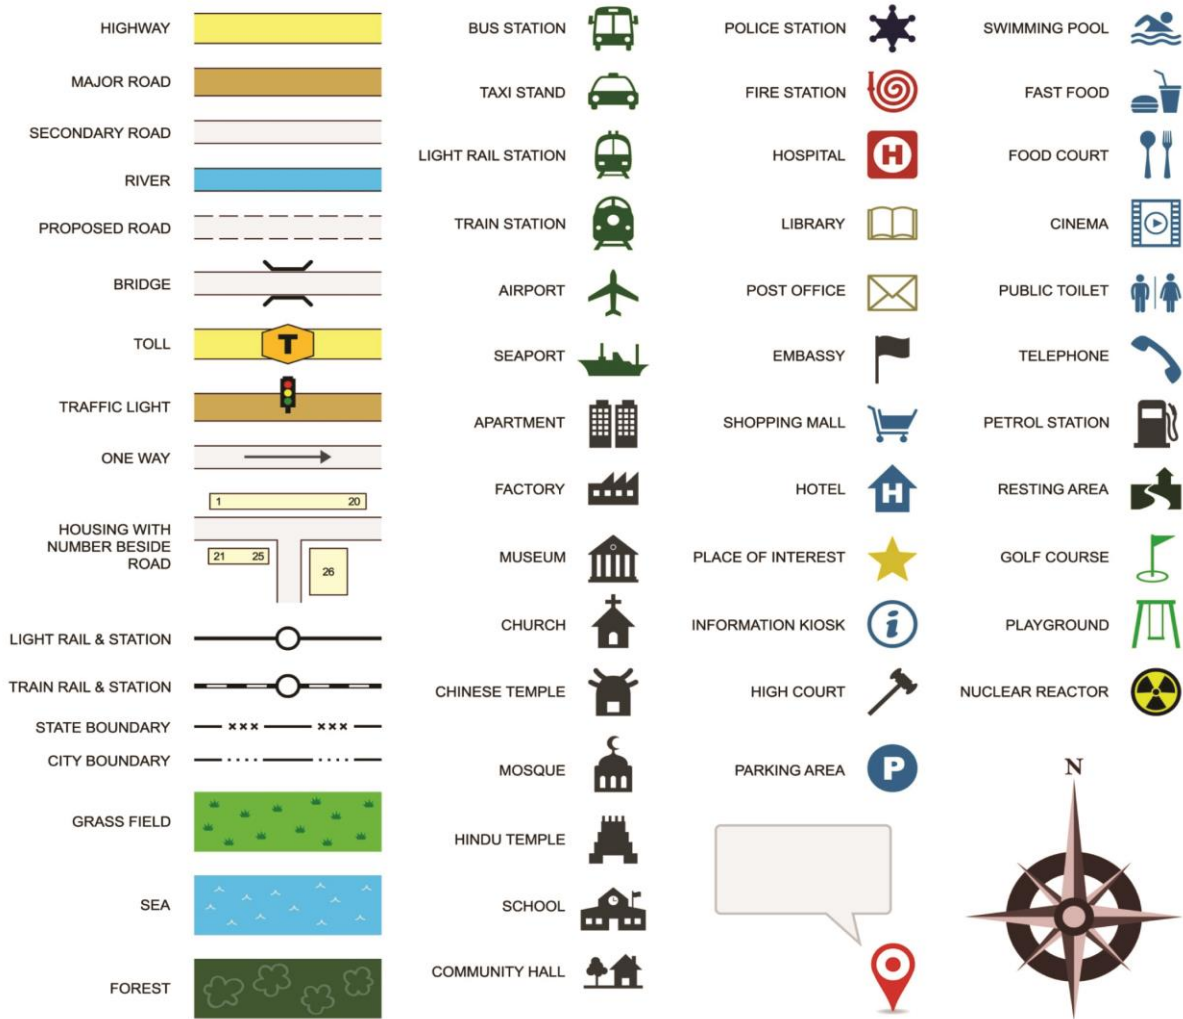 HIGHWAY
MAJOR ROAD
SECONDARY ROAD
RIVER
PROPOSED ROAD
BRIDGE
TOLL
T
TRAFFIC LIGHT
ONE WAY
1 20
HOUSING WITH
NUMBER BESIDE
ROAD
21 25
26
LIGHT RAIL & STATION
TRAIN RAIL & STATION
STATE BOUNDARY
CITY BOUNDARY
GRASS FIELD
SEA
FOREST
BUS STATION
TAXI STAND
LIGHT RAIL STATION
TRAIN STATION
AIRPORT
SEAPORT
APARTMENT
FACTORY
MUSEUM
CHURCH
CHINESE TEMPLE
MOSQUE
HINDU TEMPLE
SCHOOL
COMMUNITY HALL
POLICE STATION
FIRE STATION
HOSPITAL
H
LIBRARY
POST OFFICE
EMBASSY
SHOPPING MALL
HOTEL
H
PLACE OF INTEREST
INFORMATION KIOSK
i
HIGH COURT
PARKING AREA
P
SWIMMING POOL
FAST FOOD
FOOD COURT
CINEMA
PUBLIC TOILET
TELEPHONE
PETROL STATION
RESTING AREA
GOLF COURSE
PLAYGROUND
NUCLEAR REACTOR
N